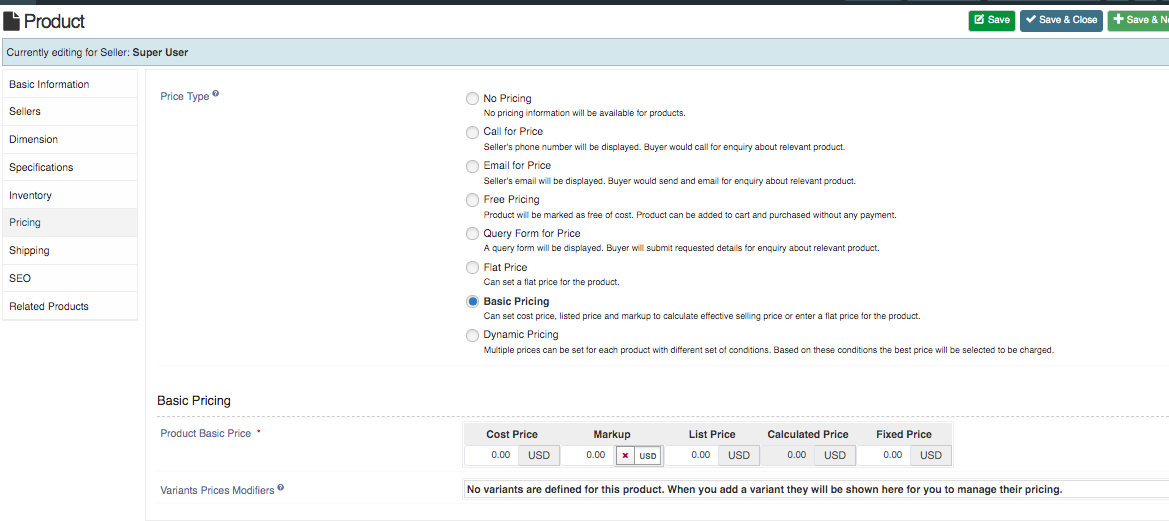 Product
Save
Save & Close
Save & N
Currently editing for Seller: Super User
Basic Information
Sellers
Dimension
Specifications
Inventory
Pricing
Shipping
SEO
Related Products
Price Type ?
No Pricing
No pricing information will be available for products.
Call for Price
Seller's phone number will be displayed. Buyer would call for enquiry about relevant product.
Email for Price
Seller's email will be displayed. Buyer would send and email for enquiry about relevant product.
Free Pricing
Product will be marked as free of cost. Product can be added to cart and purchased without any payment.
Query Form for Price
A query form will be displayed. Buyer will submit requested details for enquiry about relevant product.
Flat Price
Can set a flat price for the product.
Basic Pricing
Can set cost price, listed price and markup to calculate effective selling price or enter a flat price for the product.
Dynamic Pricing
Multiple prices can be set for each product with different set of conditions. Based on these conditions the best price will be selected to be charged.
Basic Pricing
Product Basic Price *
Cost Price Markup List Price Calculated Price Fixed Price
0.00 USD 0.00 USD 0.00 USD 0.00 USD 0.00 USD
Variants Prices Modifiers ?
No variants are defined for this product. When you add a variant they will be shown here for you to manage their pricing.